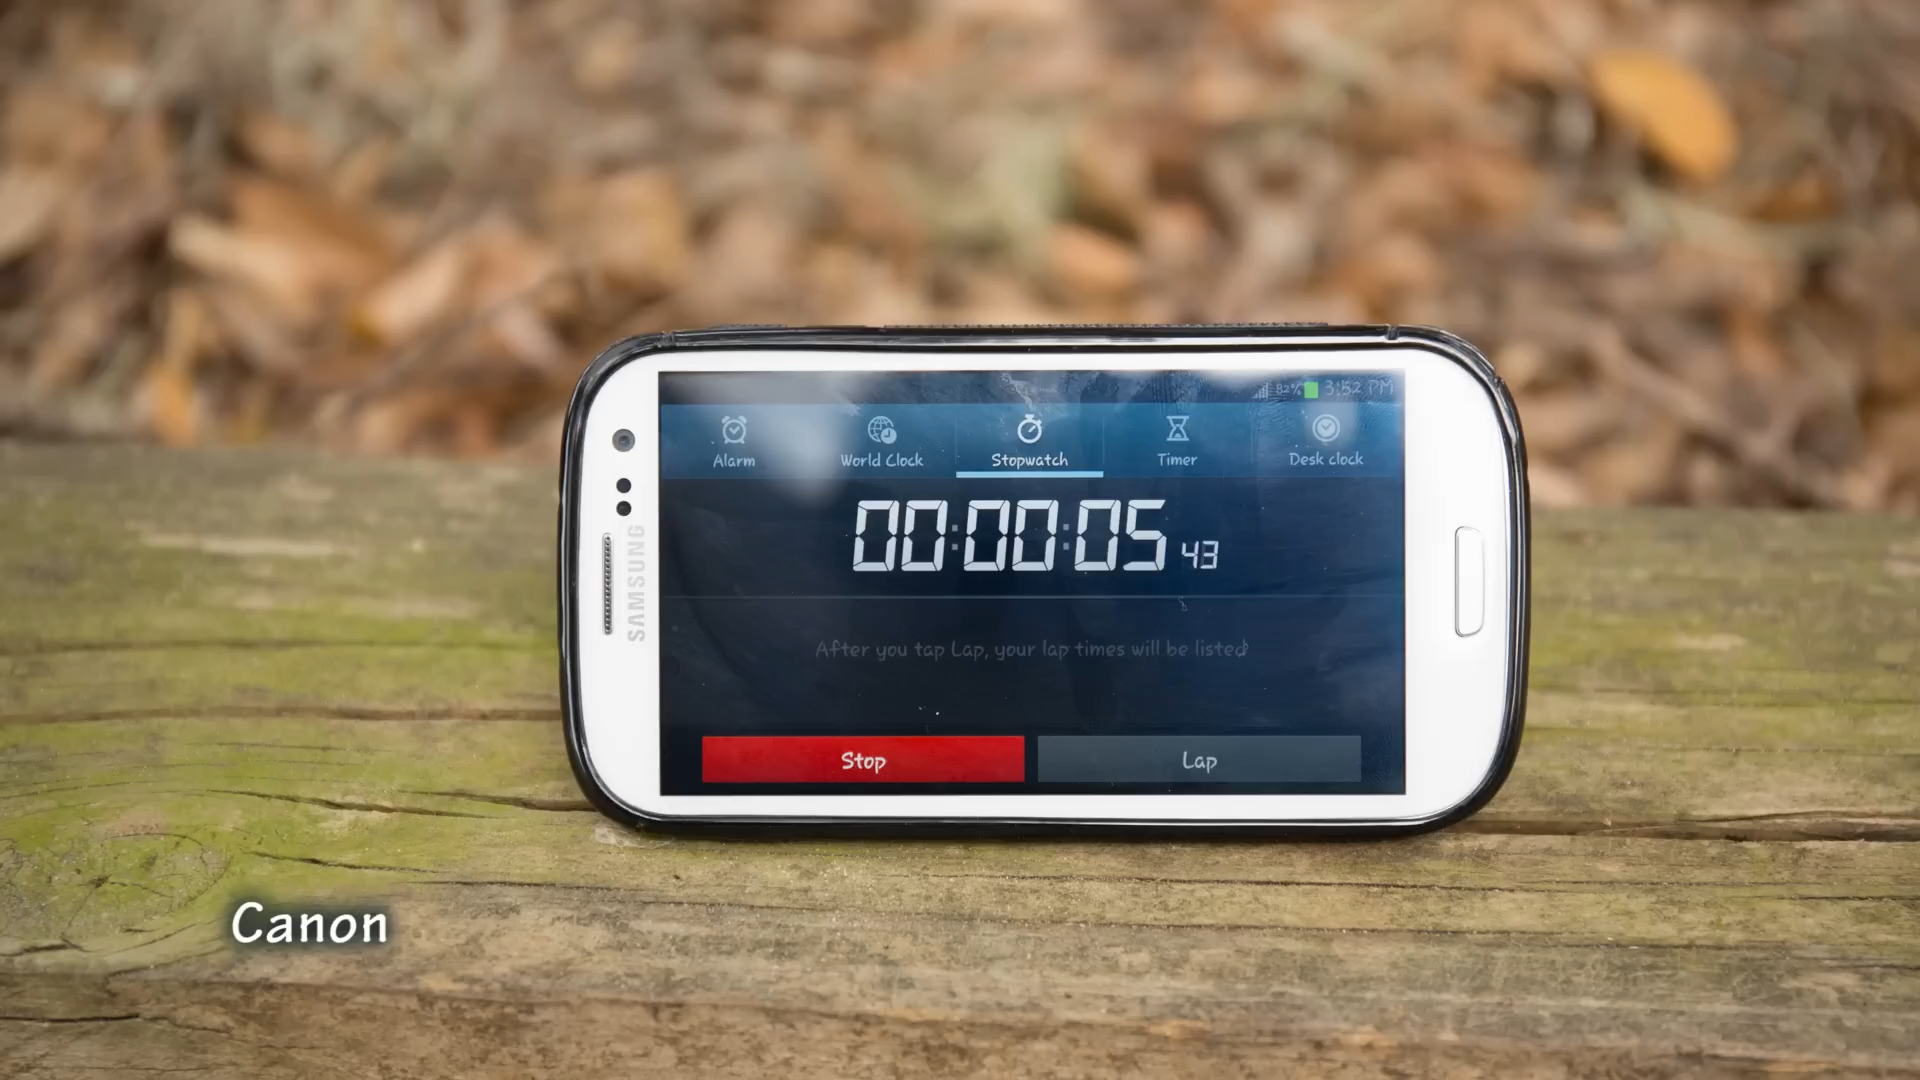 82% 3:52 PM
Alarm World Clock Stopwatch Timer Desk clock
00:00:05 43
SAMSUNG
After you tap Lap, your lap times will be listed
Stop Lap
Canon